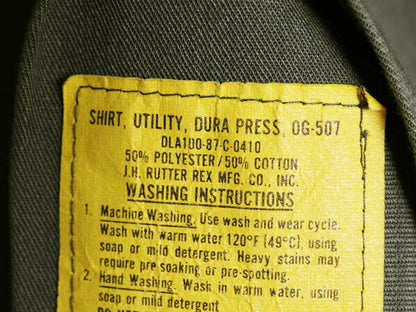 SHIRT, UTILITY, DURA PRESS, OG-507
DLA100-87-C-0410
50% POLYESTER/50% COTTON
J.H. RUTTER REX MFG. CO., INC.
WASHING INSTRUCTIONS
1. Machine Washing. Use wash and wear cycle.
Wash with warm water 120°F (49°C), using
soap or mild detergent. Heavy stains may
require pre soaking or pre-spotting.
2. Hand Washing. Wash in warm water, using
soap or mild detergent